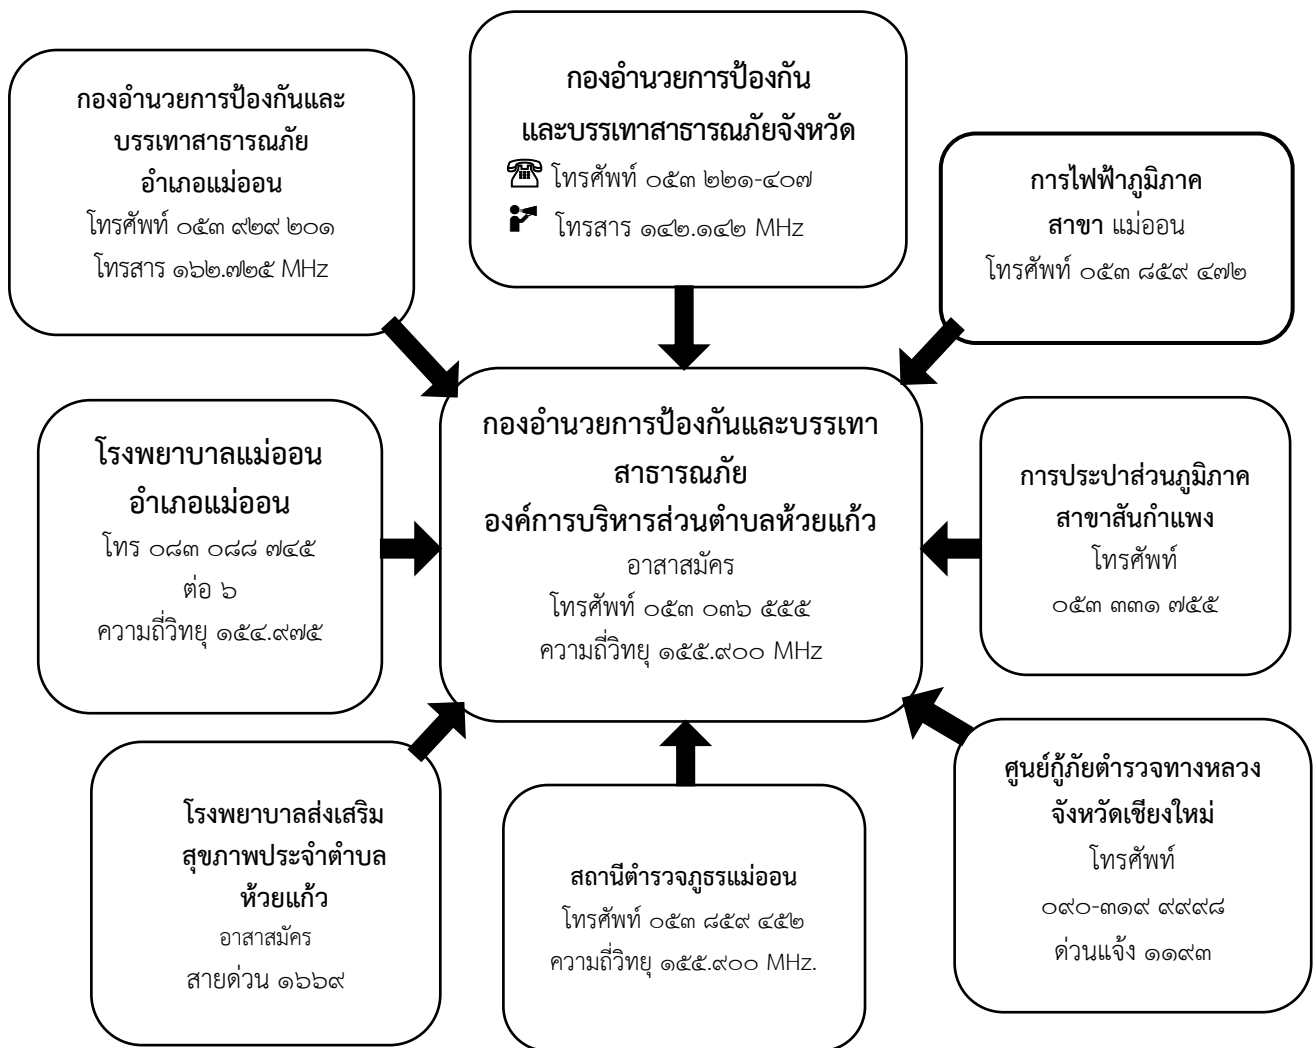 กองอำนวยการป้องกันและ
บรรเทาสาธารณภัย
อำเภอแม่ออน
โทรศัพท์ ๐๕๓ ๙๒๙ ๒๐๑
โทรสาร ๑๖๒.๗๒๕ MHz
กองอำนวยการป้องกัน
และบรรเทาสาธารณภัยจังหวัด
โทรศัพท์ ๐๕๓ ๒๒๑-๔๐๗
โทรสาร ๑๔๒.๑๔๒ MHz
การไฟฟ้าภูมิภาค
สาขา แม่ออน
โทรศัพท์ ๐๕๓ ๘๕๙ ๔๗๒
โรงพยาบาลแม่ออน
อำเภอแม่ออน
โทร ๐๘๓ ๐๘๘ ๗๔๕
ต่อ ๖
ความถี่วิทยุ ๑๕๔.๙๗๕
กองอำนวยการป้องกันและบรรเทา
สาธารณภัย
องค์การบริหารส่วนตำบลห้วยแก้ว
อาสาสมัคร
โทรศัพท์ ๐๕๓ ๐๓๖ ๕๕๕
ความถี่วิทยุ ๑๕๕.๙๐๐ MHz
การประปาส่วนภูมิภาค
สาขาสันกำแพง
โทรศัพท์
๐๕๓ ๓๓๑ ๗๕๕
โรงพยาบาลส่งเสริม
สุขภาพประจำตำบล
ห้วยแก้ว
อาสาสมัคร
สายด่วน ๑๖๖๙
สถานีตำรวจภูธรแม่ออน
โทรศัพท์ ๐๕๓ ๘๕๙ ๔๕๒
ความถี่วิทยุ ๑๕๕.๙๐๐ MHz.
ศูนย์กู้ภัยตำรวจทางหลวง
จังหวัดเชียงใหม่
โทรศัพท์
๐๙๐-๓๑๙ ๙๙๙๘
ด่วนแจ้ง ๑๑๙๓